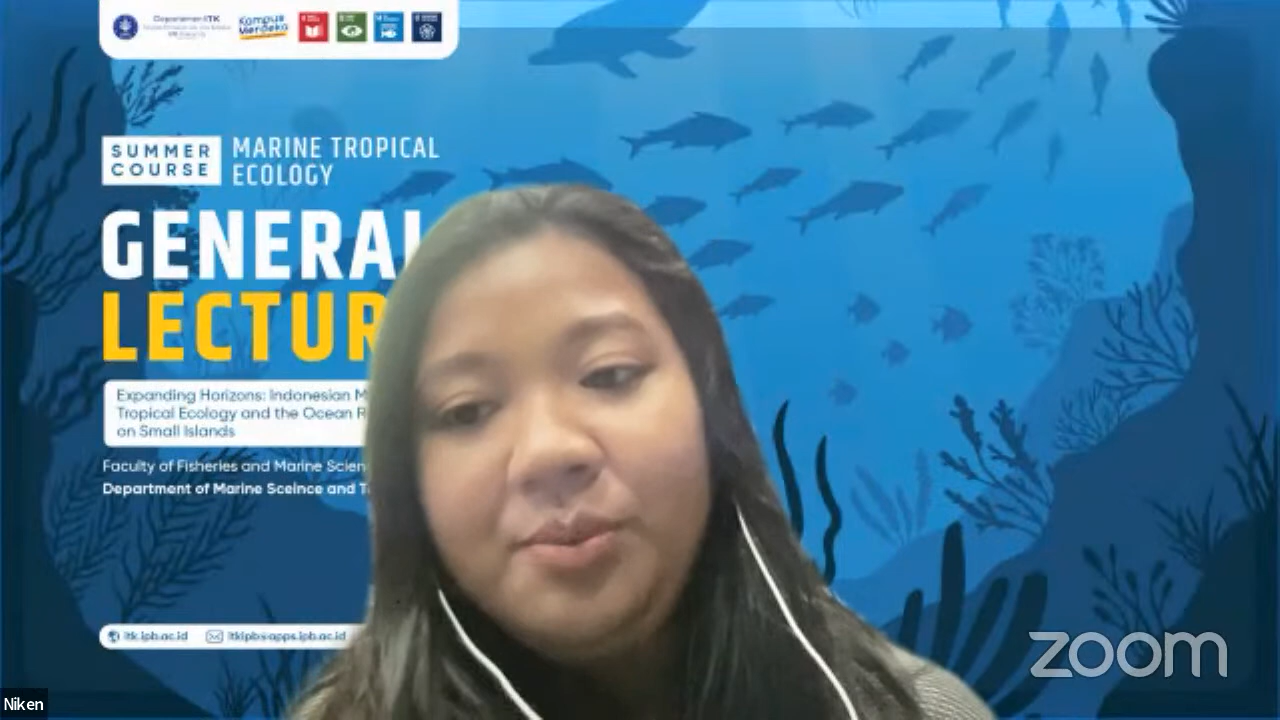 Departemen ITK
Kampus
Merdeka
SUMMER
COURSE
MARINE TROPICAL
ECOLOGY
GENERAL
LECTUR
Expanding Horizons: Indonesian M
Tropical Ecology and the Ocean R
on Small Islands
Faculty of Fisheries and Marine Scien
Department of Marine Sceince and T
itk.ipb.ac.id
itkipb@apps.ipb.ac.id
zoom
Niken